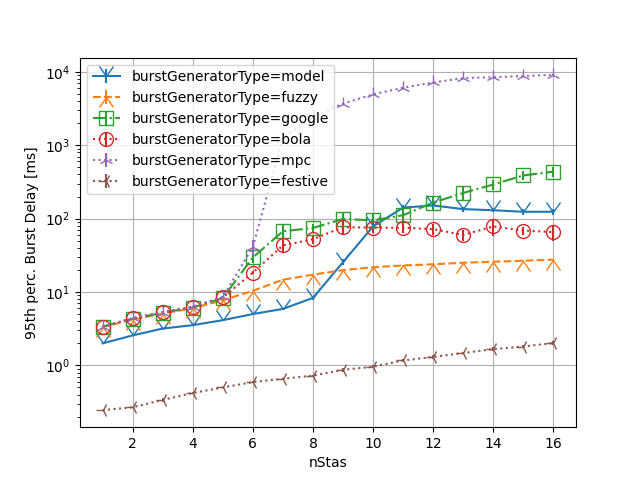 10^4
10^3
10^2
10^1
10^0
95th perc. Burst Delay [ms]
burstGeneratorType=model
burstGeneratorType=fuzzy
burstGeneratorType=google
burstGeneratorType=bola
burstGeneratorType=mpc
burstGeneratorType=festive
2 4 6 8 10 12 14 16
nStas